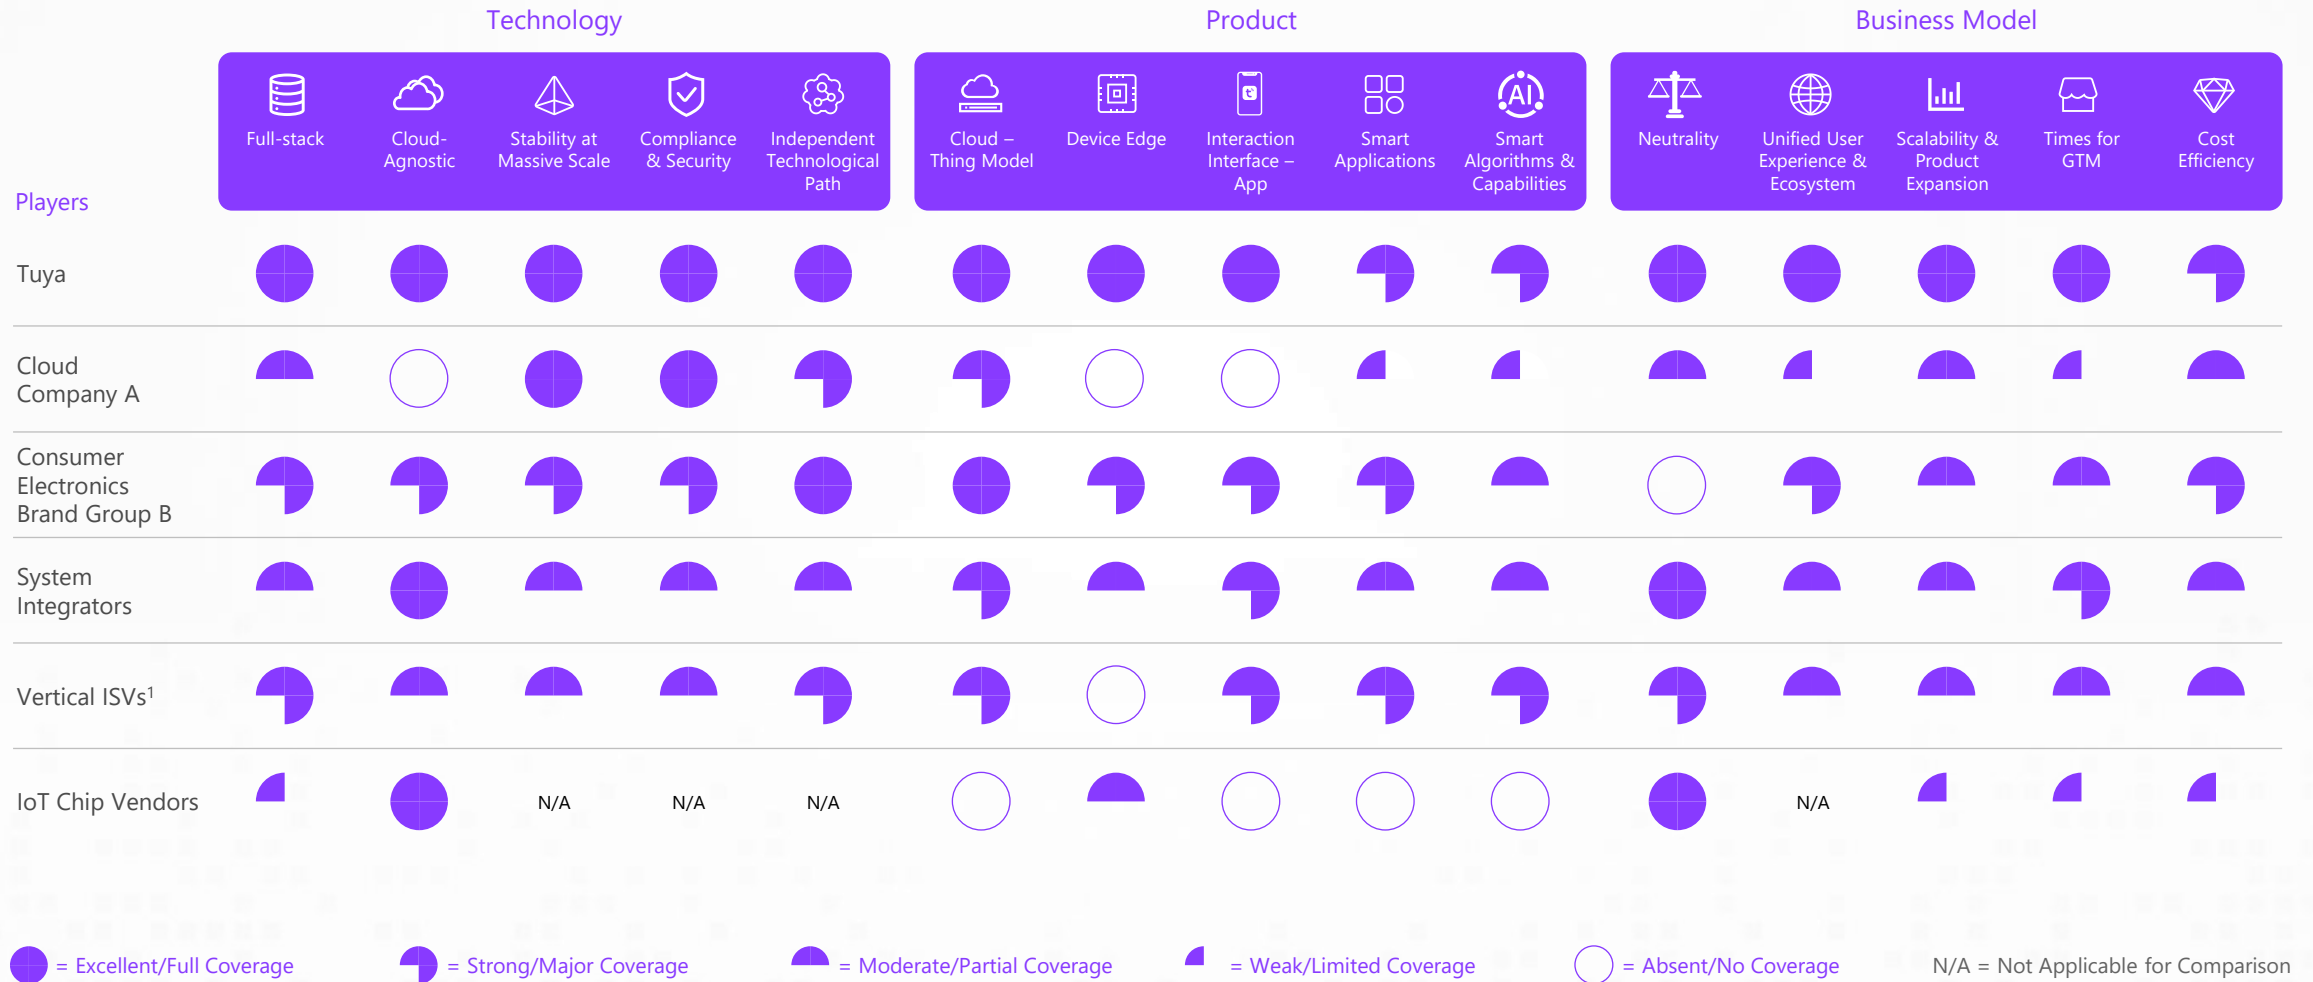 Technology
Product
Business Model
Full-stack
Cloud-
Agnostic
Stability at
Massive Scale
Compliance
& Security
Independent
Technological
Path
Cloud –
Thing Model
Device Edge
Interaction
Interface –
App
Smart
Applications
AI
Smart
Algorithms &
Capabilities
Neutrality
Unified User
Experience &
Ecosystem
Scalability &
Product
Expansion
Times for
GTM
Cost
Efficiency
Players
Tuya
Cloud
Company A
Consumer
Electronics
Brand Group B
System
Integrators
Vertical ISVs¹
IoT Chip Vendors
N/A
N/A
N/A
N/A
= Excellent/Full Coverage
= Strong/Major Coverage
= Moderate/Partial Coverage
= Weak/Limited Coverage
= Absent/No Coverage
N/A = Not Applicable for Comparison